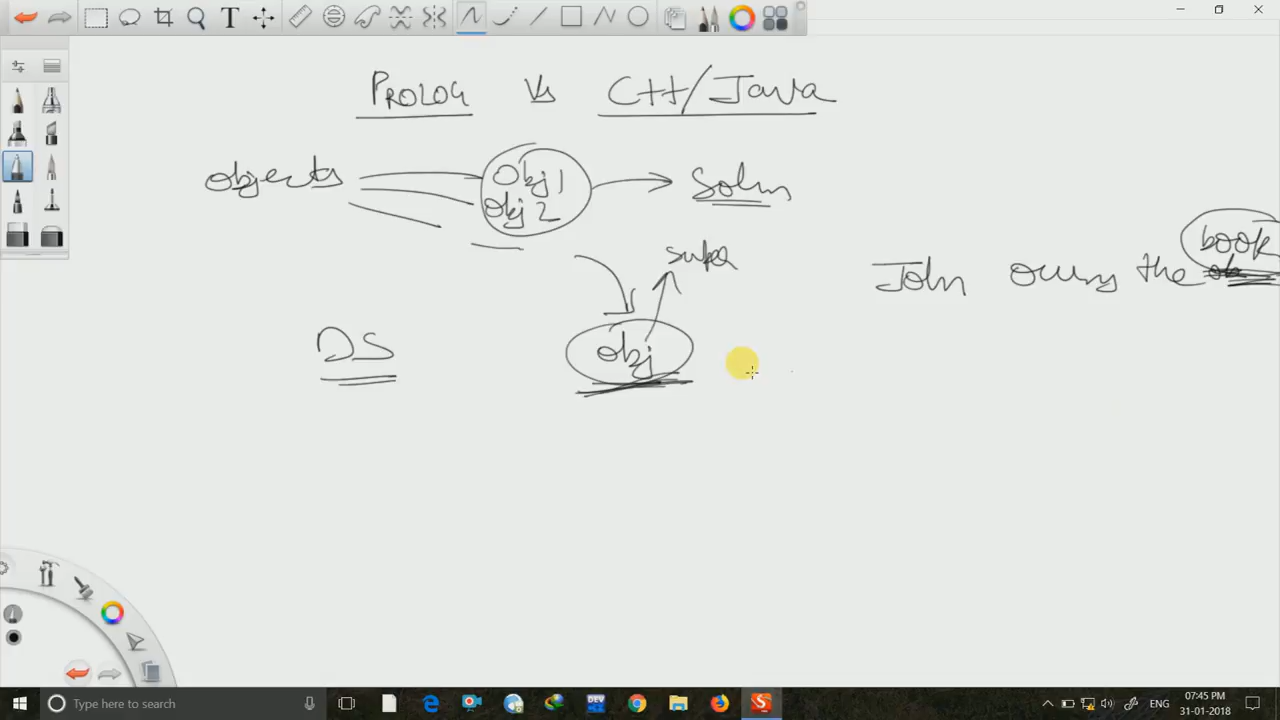 PROLOG Vs C++/Java
objects
Obj 1
Obj 2
Soln
super
book
John owns the
DS
obj
Type here to search
DEV
ENG
07:45 PM
31-01-2018